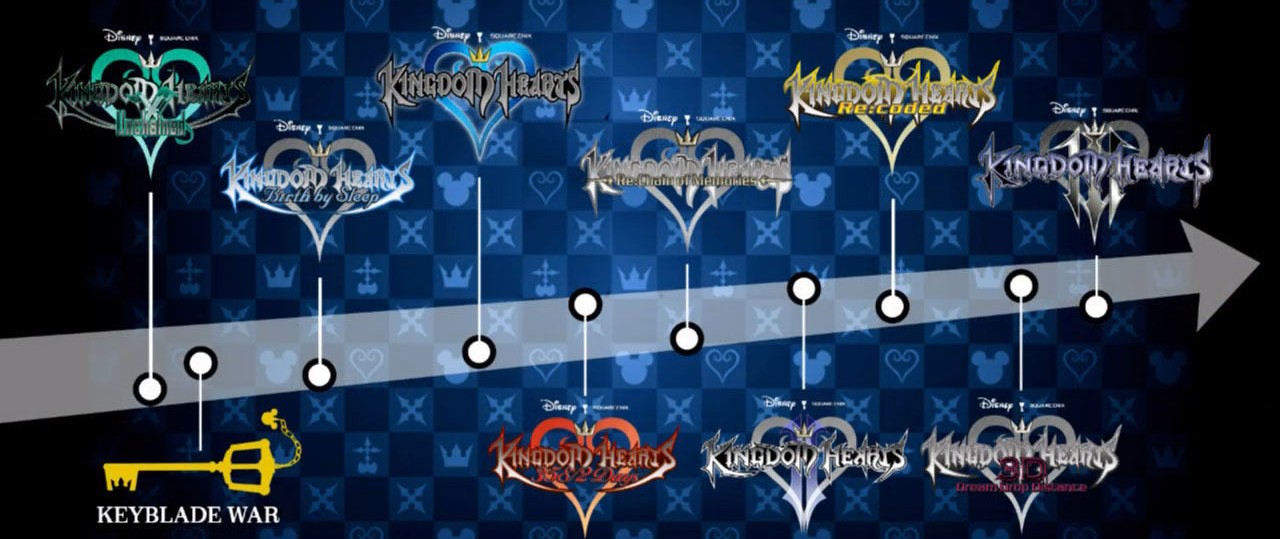 Disney SQUARE ENIX
KINGDOM HEARTS
Unchained χ
Disney SQUARE ENIX
KINGDOM HEARTS
Birth by Sleep
Disney SQUARE ENIX
KINGDOM HEARTS
Disney SQUARE ENIX
KINGDOM HEARTS
Re:Chain of Memories
Disney SQUARE ENIX
KINGDOM HEARTS
Re:coded
Disney SQUARE ENIX
KINGDOM HEARTS
III
KEYBLADE WAR
Disney SQUARE ENIX
KINGDOM HEARTS
358/2 Days
Disney SQUARE ENIX
KINGDOM HEARTS
II
Disney SQUARE ENIX
KINGDOM HEARTS
3D
Dream Drop Distance